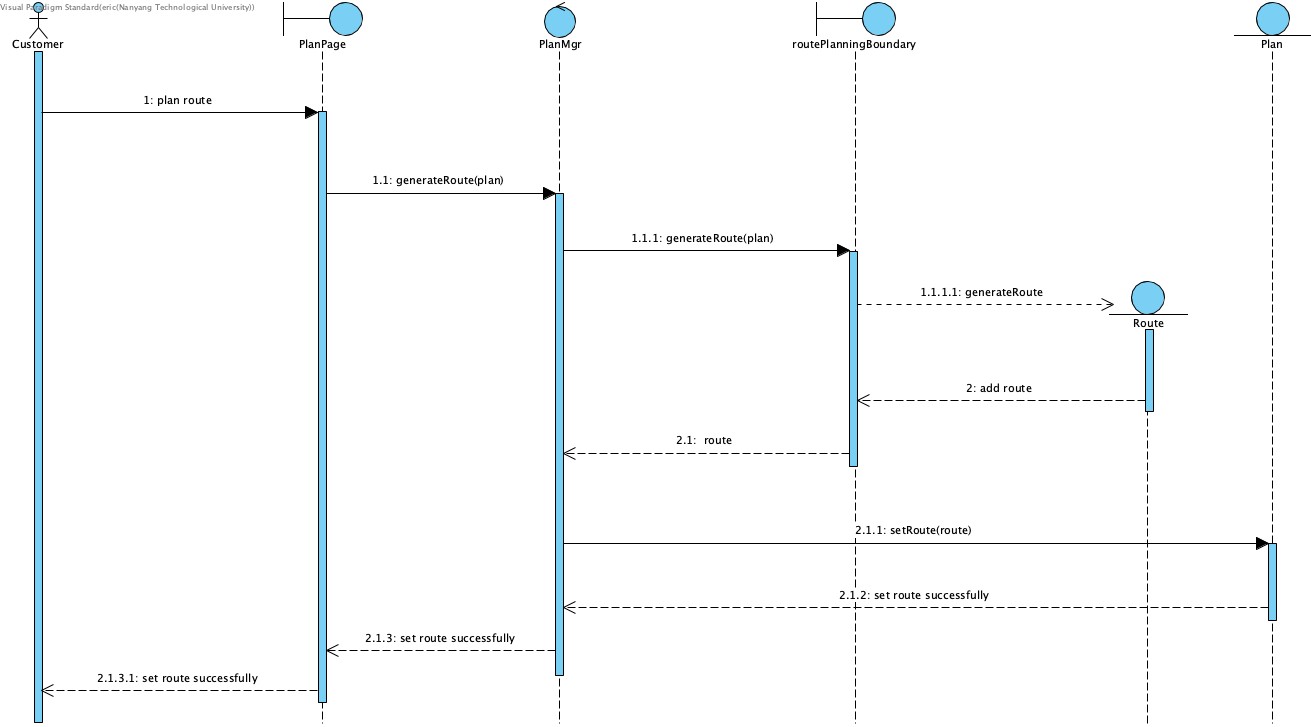 Visual Paradigm Standard(eric(Nanyang Technological University))
Customer
PlanPage
PlanMgr
routePlanningBoundary
Plan
1: plan route
1.1: generateRoute(plan)
1.1.1: generateRoute(plan)
1.1.1.1: generateRoute
Route
2: add route
2.1: route
2.1.1: setRoute(route)
2.1.2: set route successfully
2.1.3: set route successfully
2.1.3.1: set route successfully